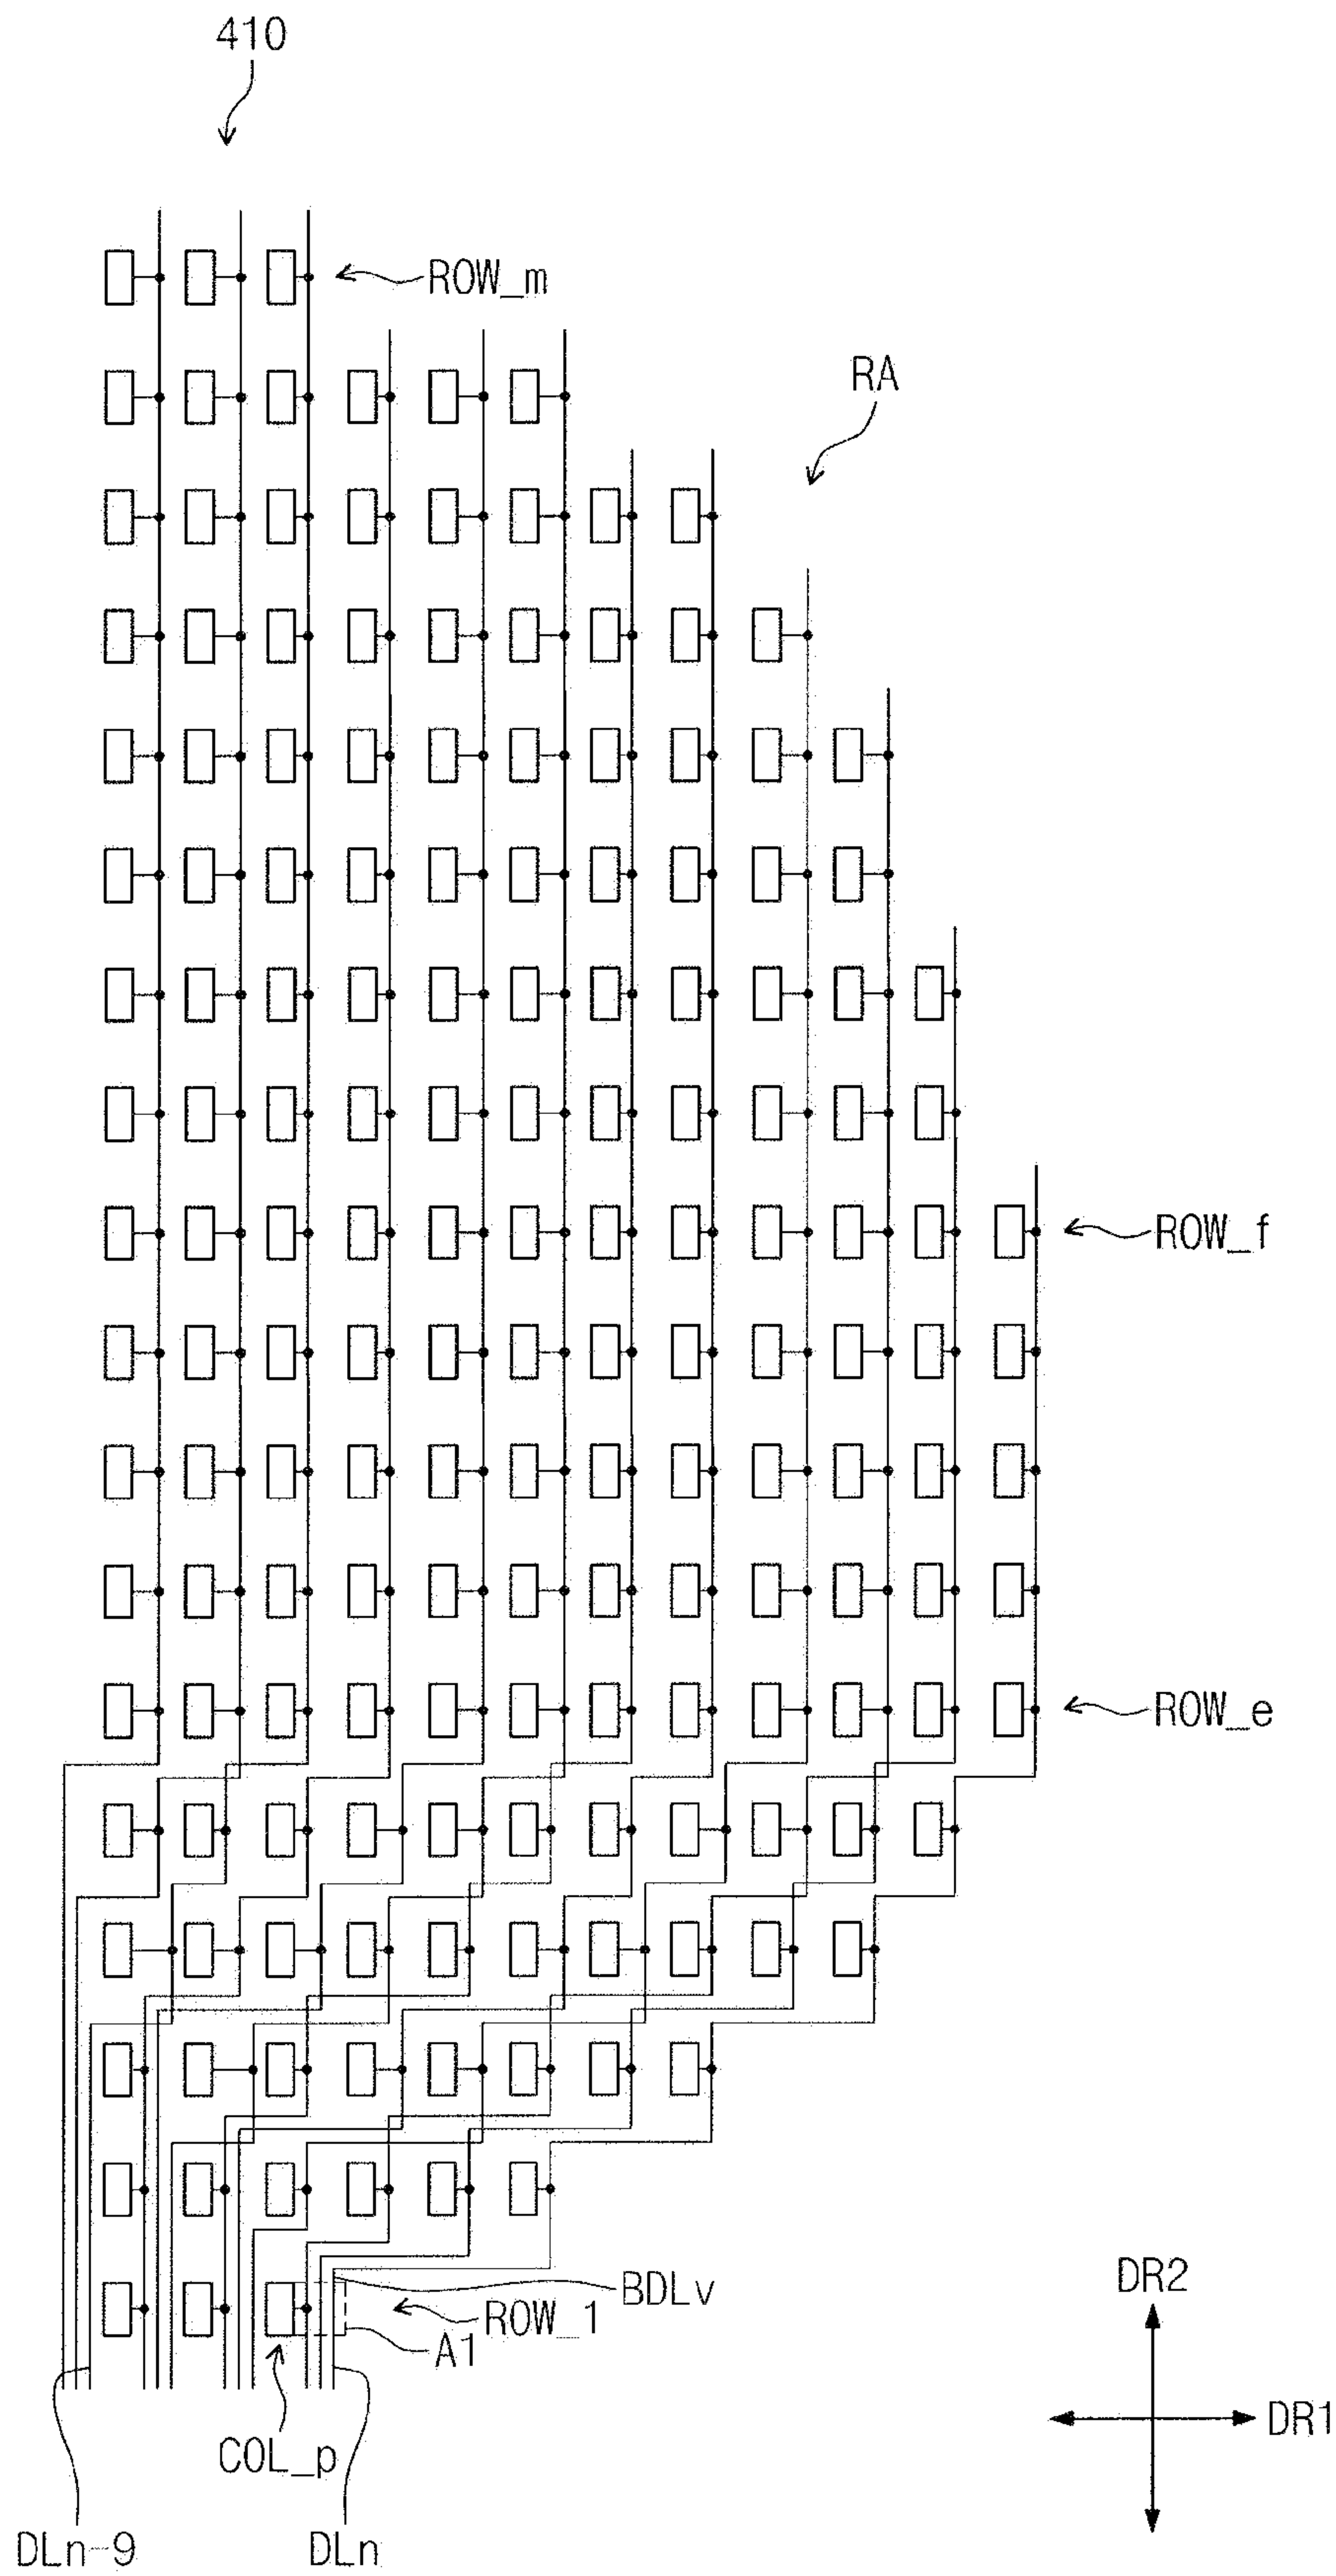 410
ROW_m
RA
ROW_f
ROW_e
DR2
BDLv
ROW_1
A1
DR1
COL_p
DLn-9
DLn